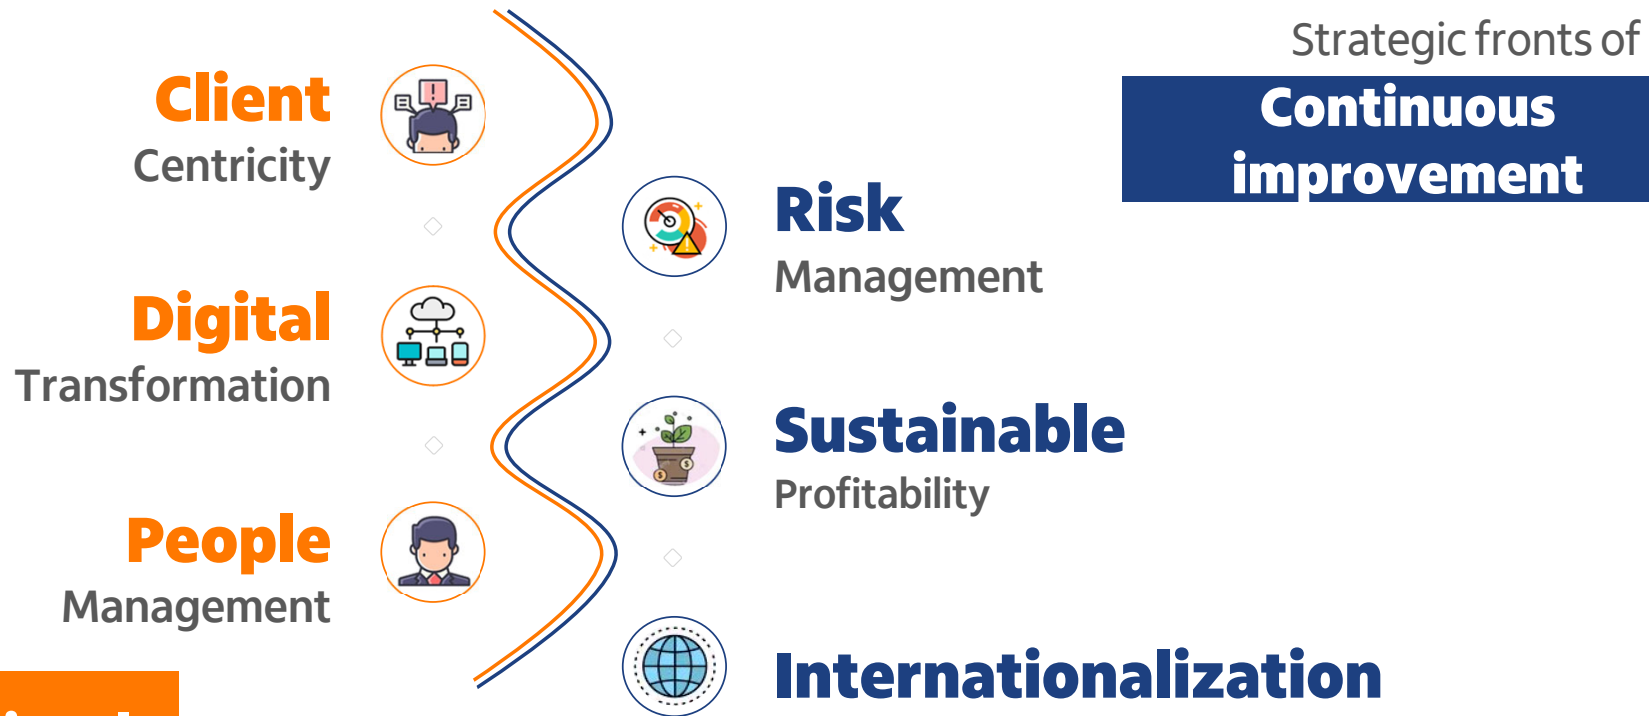 Strategic fronts of
Continuous
improvement
Client
Centricity
Risk
Management
Digital
Transformation
Sustainable
Profitability
People
Management
Internationalization